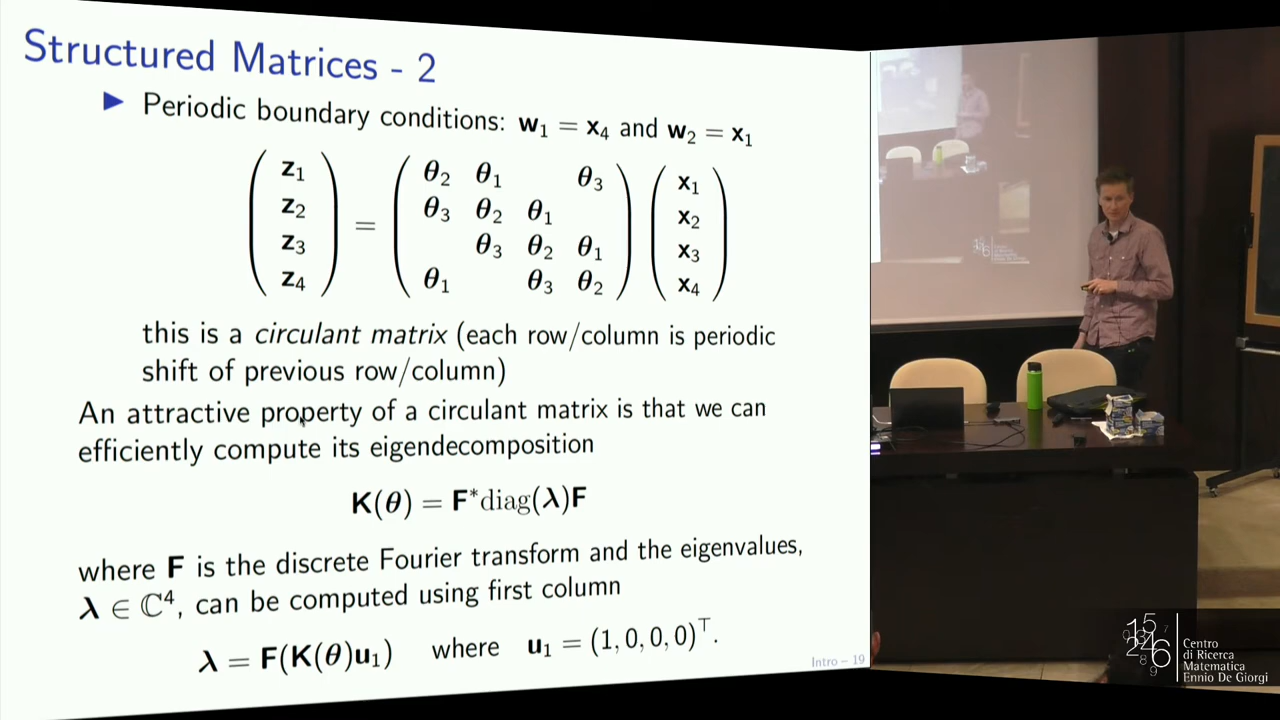 Structured Matrices - 2
▶ Periodic boundary conditions: w₁ = x₄ and w₂ = x₁
z₁ θ₂ θ₁ θ₃ x₁
z₂ θ₃ θ₂ θ₁ x₂
=
z₃ θ₃ θ₂ θ₁ x₃
z₄ θ₁ θ₃ θ₂ x₄
this is a circulant matrix (each row/column is periodic
shift of previous row/column)
An attractive property of a circulant matrix is that we can
efficiently compute its eigendecomposition
K(θ) = F*diag(λ)F
where F is the discrete Fourier transform and the eigenvalues,
λ ∈ ℂ⁴, can be computed using first column
λ = F(K(θ)u₁) where u₁ = (1, 0, 0, 0)ᵀ.
Intro – 19
Centro
di Ricerca
Matematica
Ennio De Giorgi